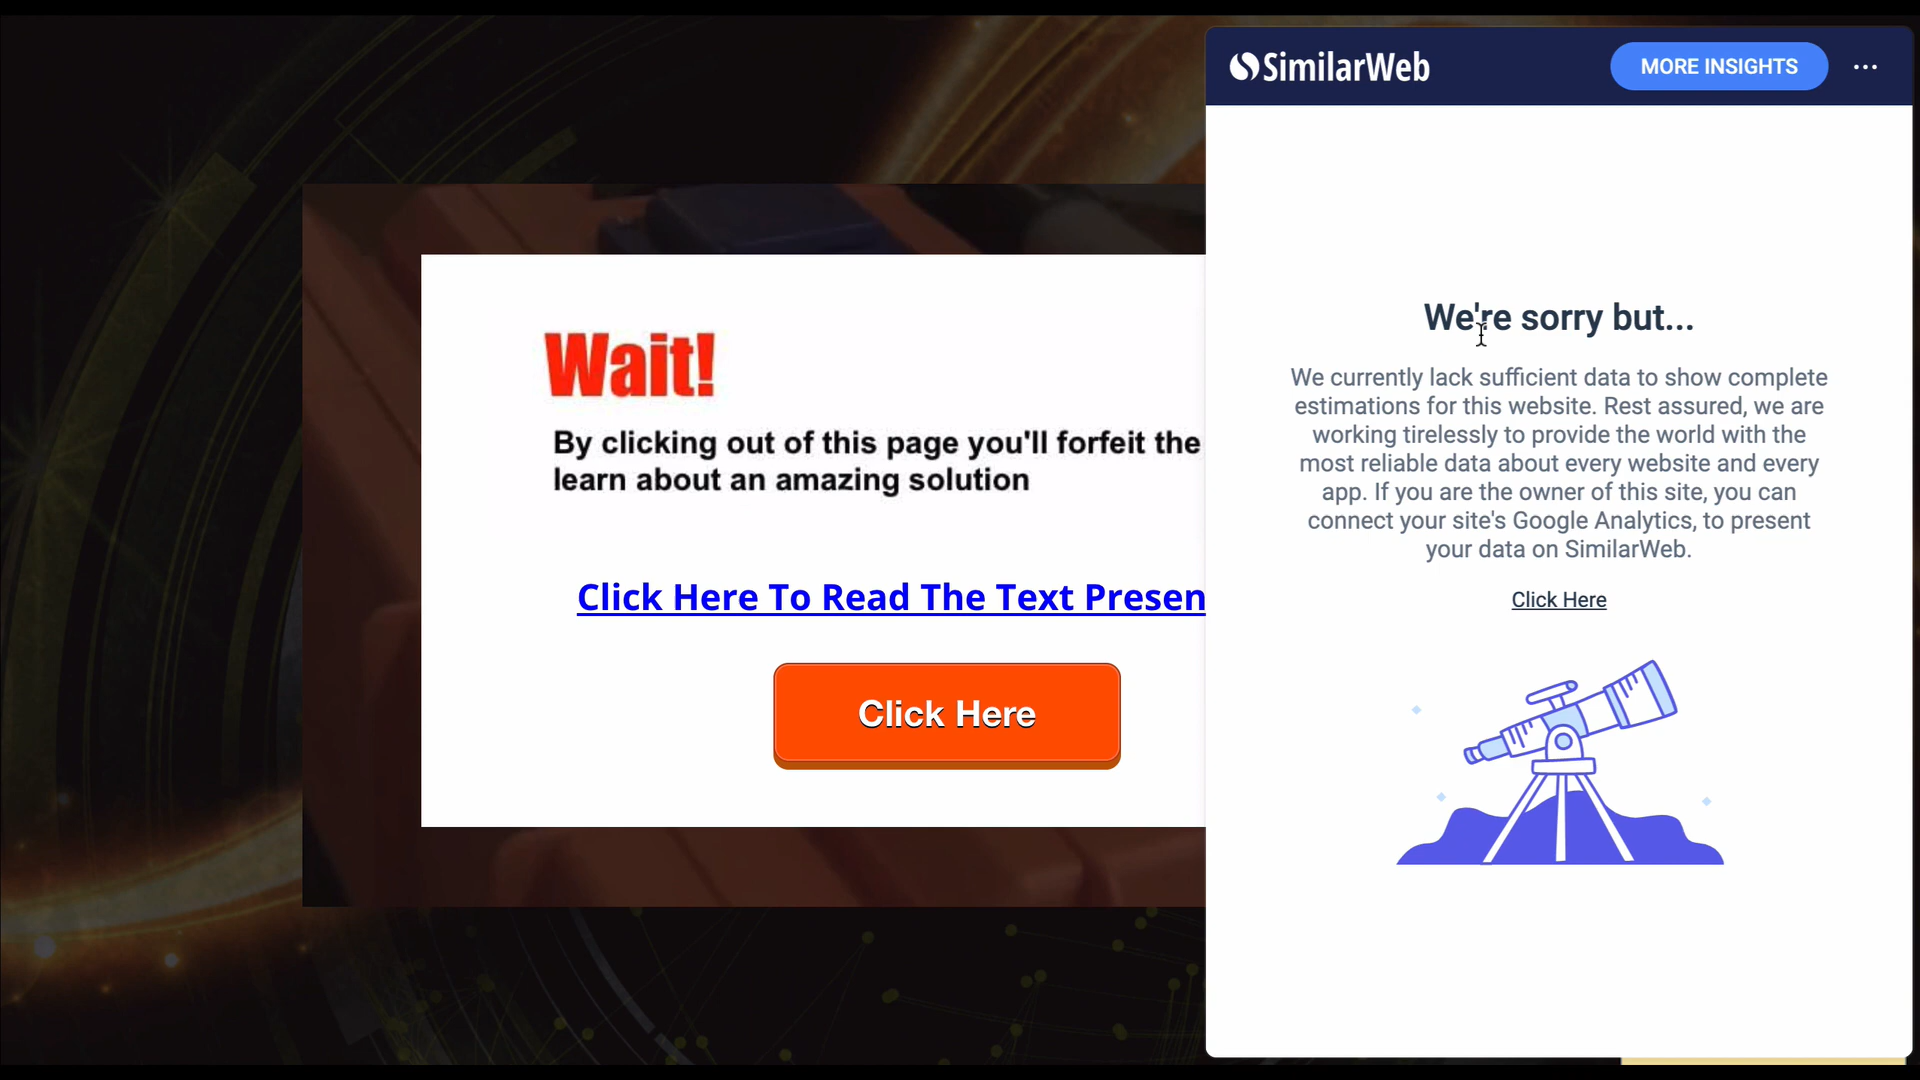 SimilarWeb
MORE INSIGHTS
Wait!
By clicking out of this page you'll forfeit the
learn about an amazing solution
Click Here To Read The Text Presen
Click Here
We're sorry but...
We currently lack sufficient data to show complete
estimations for this website. Rest assured, we are
working tirelessly to provide the world with the
most reliable data about every website and every
app. If you are the owner of this site, you can
connect your site's Google Analytics, to present
your data on SimilarWeb.
Click Here